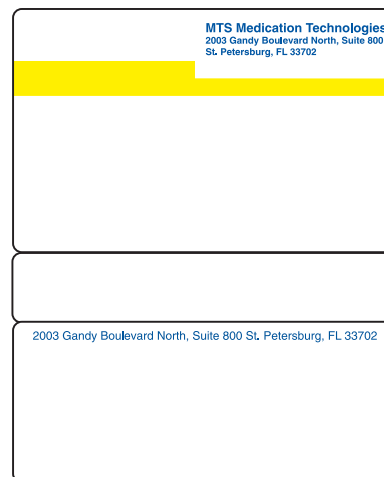 MTS Medication Technologies
2003 Gandy Boulevard North, Suite 800
St. Petersburg, FL 33702
2003 Gandy Boulevard North, Suite 800 St. Petersburg, FL 33702